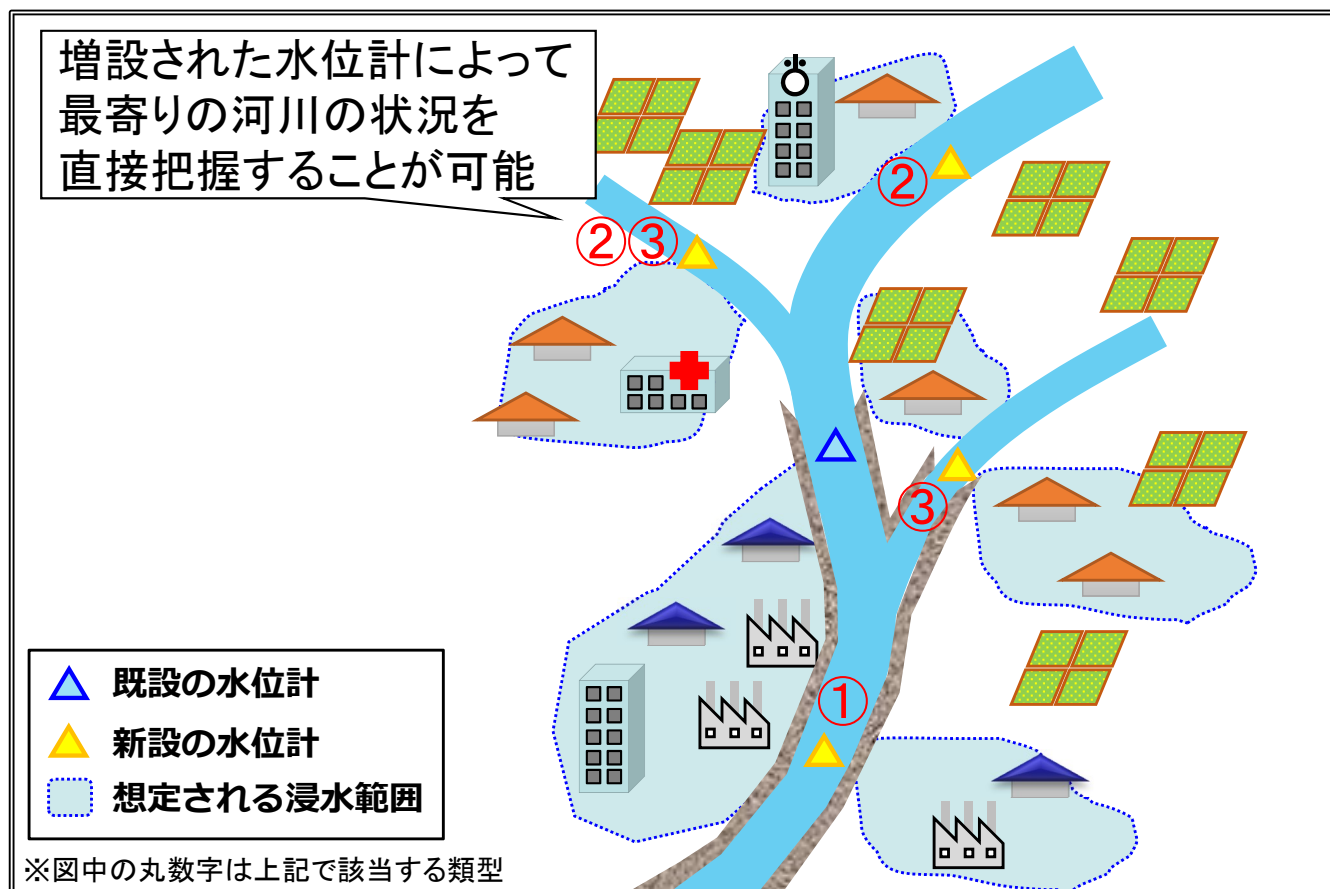 増設された水位計によって
最寄りの河川の状況を
直接把握することが可能
②
②③
③
①
既設の水位計
新設の水位計
想定される浸水範囲
※図中の丸数字は上記で該当する類型